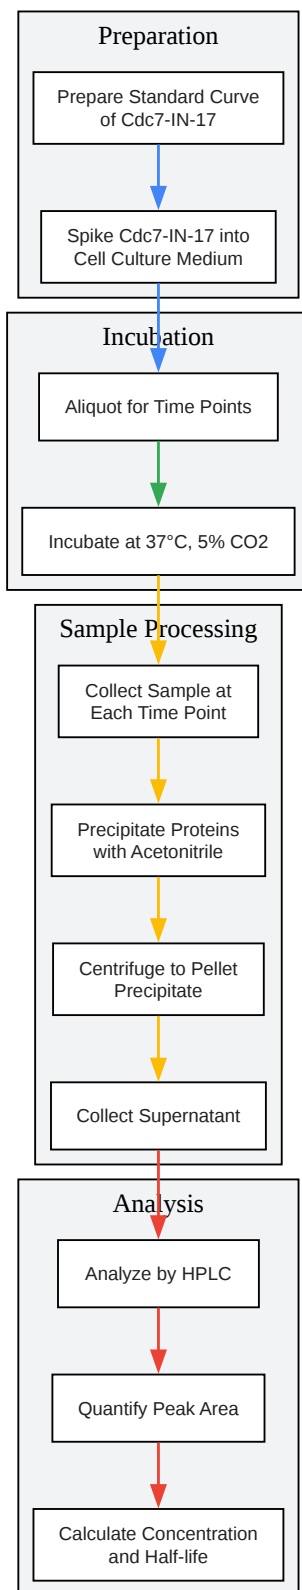 Preparation
Prepare Standard Curve
of Cdc7-IN-17
Spike Cdc7-IN-17 into
Cell Culture Medium
Incubation
Aliquot for Time Points
Incubate at 37°C, 5% CO2
Sample Processing
Collect Sample at
Each Time Point
Precipitate Proteins
with Acetonitrile
Centrifuge to Pellet
Precipitate
Collect Supernatant
Analysis
Analyze by HPLC
Quantify Peak Area
Calculate Concentration
and Half-life